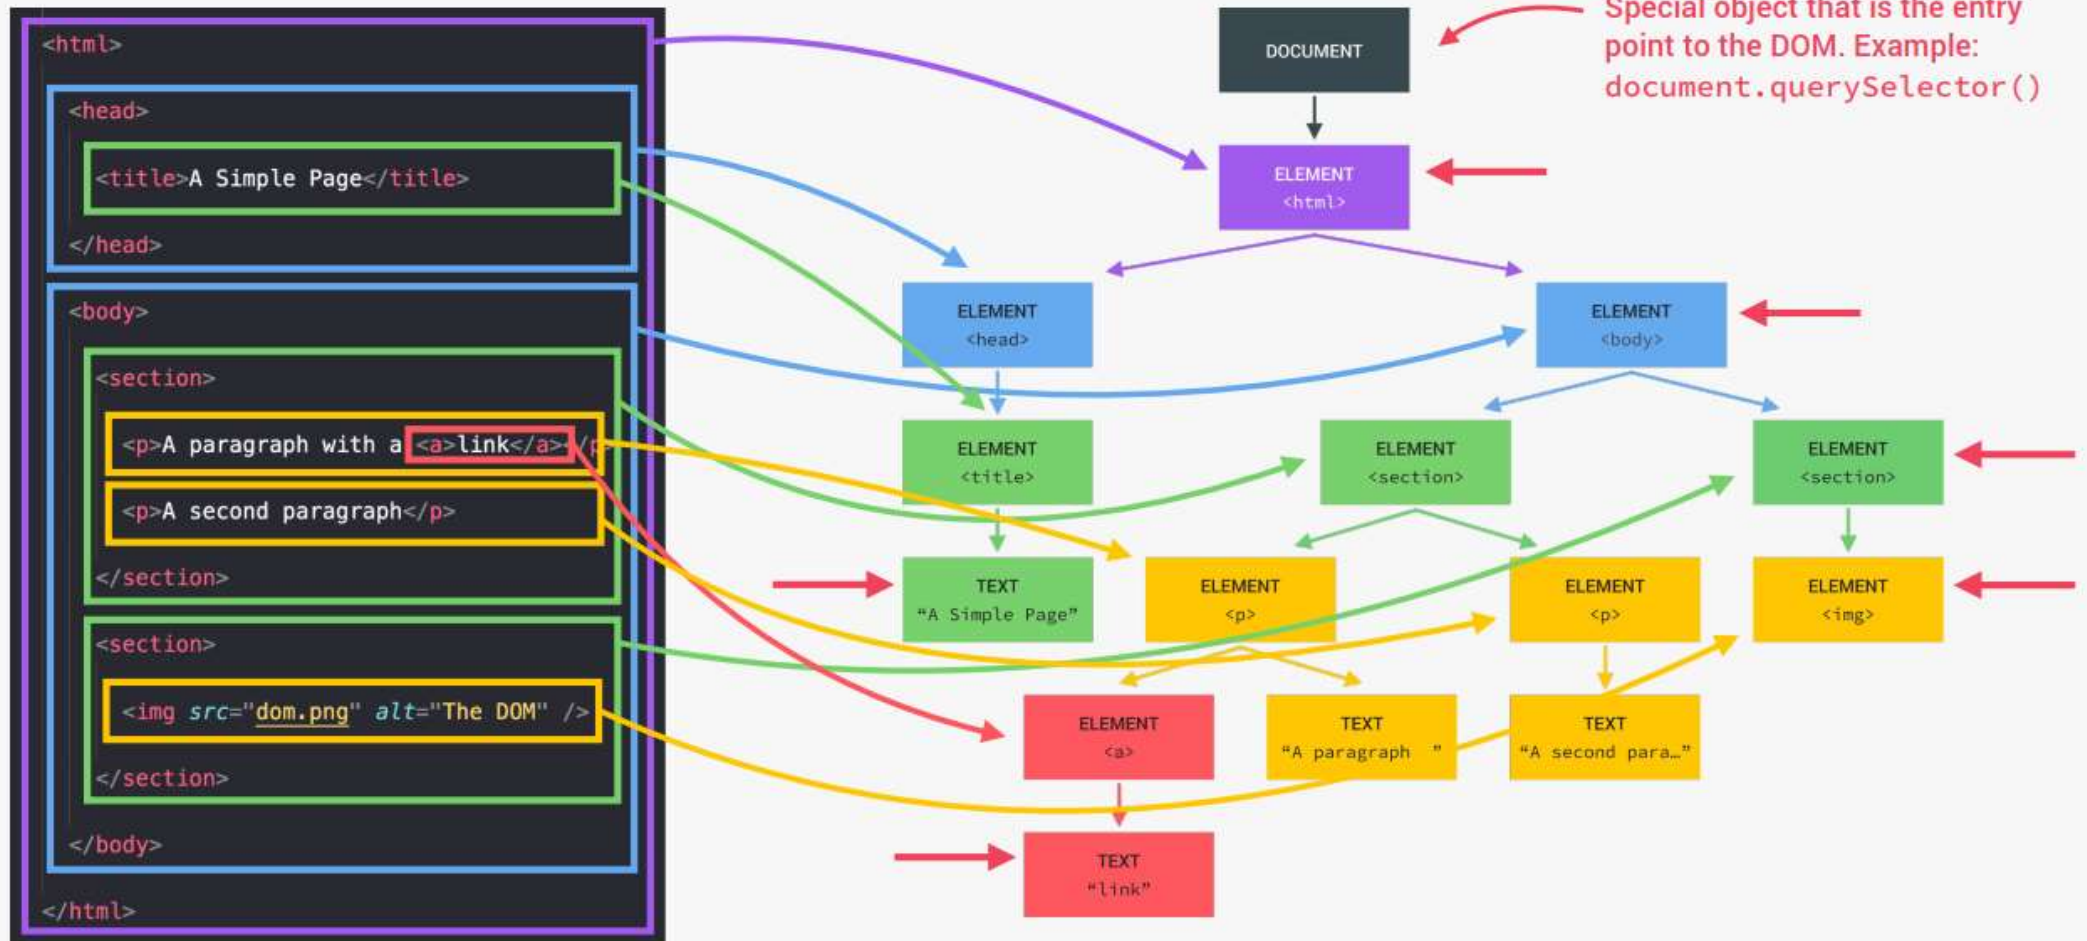 <html>
<head>
<title>A Simple Page</title>
</head>
<body>
<section>
<p>A paragraph with a <a>link</a></p>
<p>A second paragraph</p>
</section>
<section>
<img src="dom.png" alt="The DOM" />
</section>
</body>
</html>
Special object that is the entry
point to the DOM. Example:
document.querySelector()
DOCUMENT
ELEMENT
<html>
ELEMENT
<head>
ELEMENT
<body>
ELEMENT
<title>
ELEMENT
<section>
ELEMENT
<section>
TEXT
“A Simple Page”
ELEMENT
<p>
ELEMENT
<p>
ELEMENT
<img>
ELEMENT
<a>
TEXT
“A paragraph ”
TEXT
“A second para…”
TEXT
“link”